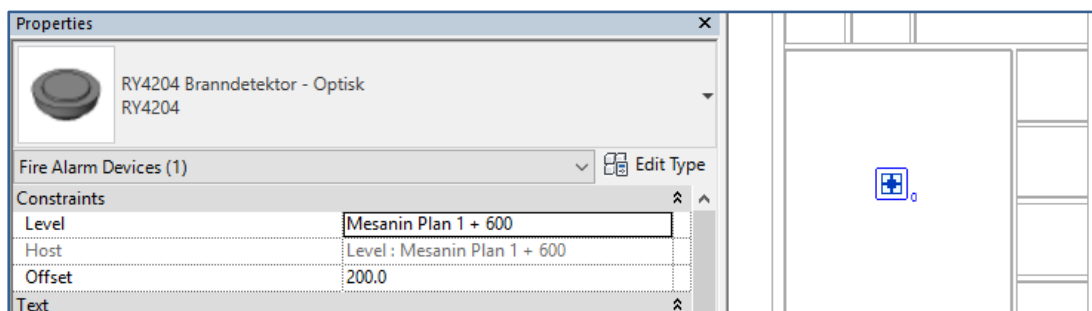 Properties
RY4204 Branndetektor - Optisk
RY4204
Fire Alarm Devices (1)
Edit Type
Constraints
Level Mesanin Plan 1 + 600
Host Level : Mesanin Plan 1 + 600
Offset 200.0
Text